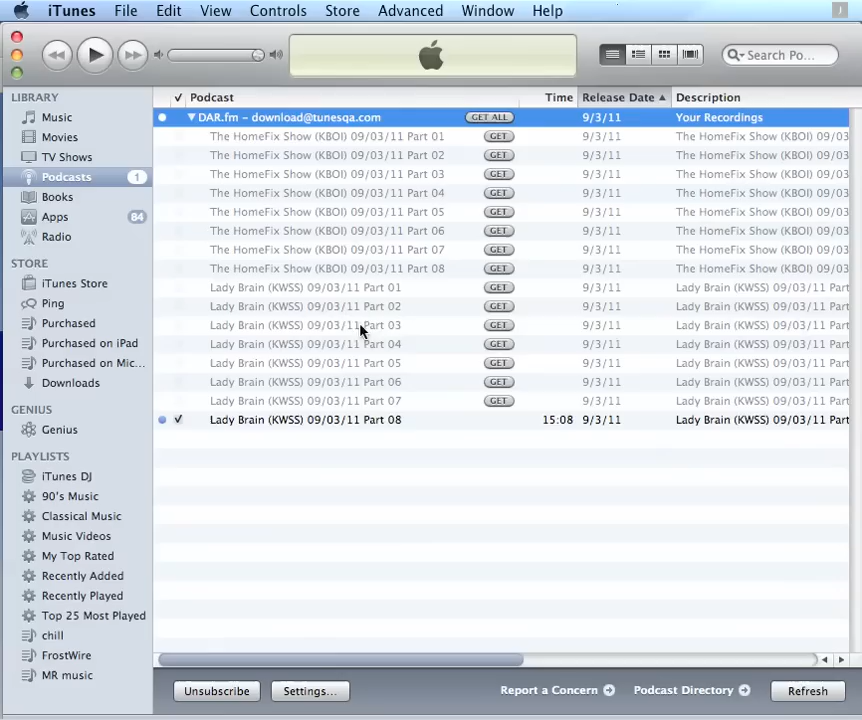 iTunes File Edit View Controls Store Advanced Window Help J
Search Po...
LIBRARY
Music
Movies
TV Shows
Podcasts 1
Books
Apps 84
Radio
STORE
iTunes Store
Ping
Purchased
Purchased on iPad
Purchased on Mic...
Downloads
GENIUS
Genius
PLAYLISTS
iTunes DJ
90's Music
Classical Music
Music Videos
My Top Rated
Recently Added
Recently Played
Top 25 Most Played
chill
FrostWire
MR music
Podcast Time Release Date Description
DAR.fm – download@tunesqa.com GET ALL 9/3/11 Your Recordings
The HomeFix Show (KBOI) 09/03/11 Part 01 GET 9/3/11 The HomeFix Show (KBOI) 09/03
The HomeFix Show (KBOI) 09/03/11 Part 02 GET 9/3/11 The HomeFix Show (KBOI) 09/03
The HomeFix Show (KBOI) 09/03/11 Part 03 GET 9/3/11 The HomeFix Show (KBOI) 09/03
The HomeFix Show (KBOI) 09/03/11 Part 04 GET 9/3/11 The HomeFix Show (KBOI) 09/03
The HomeFix Show (KBOI) 09/03/11 Part 05 GET 9/3/11 The HomeFix Show (KBOI) 09/03
The HomeFix Show (KBOI) 09/03/11 Part 06 GET 9/3/11 The HomeFix Show (KBOI) 09/03
The HomeFix Show (KBOI) 09/03/11 Part 07 GET 9/3/11 The HomeFix Show (KBOI) 09/03
The HomeFix Show (KBOI) 09/03/11 Part 08 GET 9/3/11 The HomeFix Show (KBOI) 09/03
Lady Brain (KWSS) 09/03/11 Part 01 GET 9/3/11 Lady Brain (KWSS) 09/03/11 Part
Lady Brain (KWSS) 09/03/11 Part 02 GET 9/3/11 Lady Brain (KWSS) 09/03/11 Part
Lady Brain (KWSS) 09/03/11 Part 03 GET 9/3/11 Lady Brain (KWSS) 09/03/11 Part
Lady Brain (KWSS) 09/03/11 Part 04 GET 9/3/11 Lady Brain (KWSS) 09/03/11 Part
Lady Brain (KWSS) 09/03/11 Part 05 GET 9/3/11 Lady Brain (KWSS) 09/03/11 Part
Lady Brain (KWSS) 09/03/11 Part 06 GET 9/3/11 Lady Brain (KWSS) 09/03/11 Part
Lady Brain (KWSS) 09/03/11 Part 07 GET 9/3/11 Lady Brain (KWSS) 09/03/11 Part
Lady Brain (KWSS) 09/03/11 Part 08 15:08 9/3/11 Lady Brain (KWSS) 09/03/11 Part
Unsubscribe Settings... Report a Concern Podcast Directory Refresh